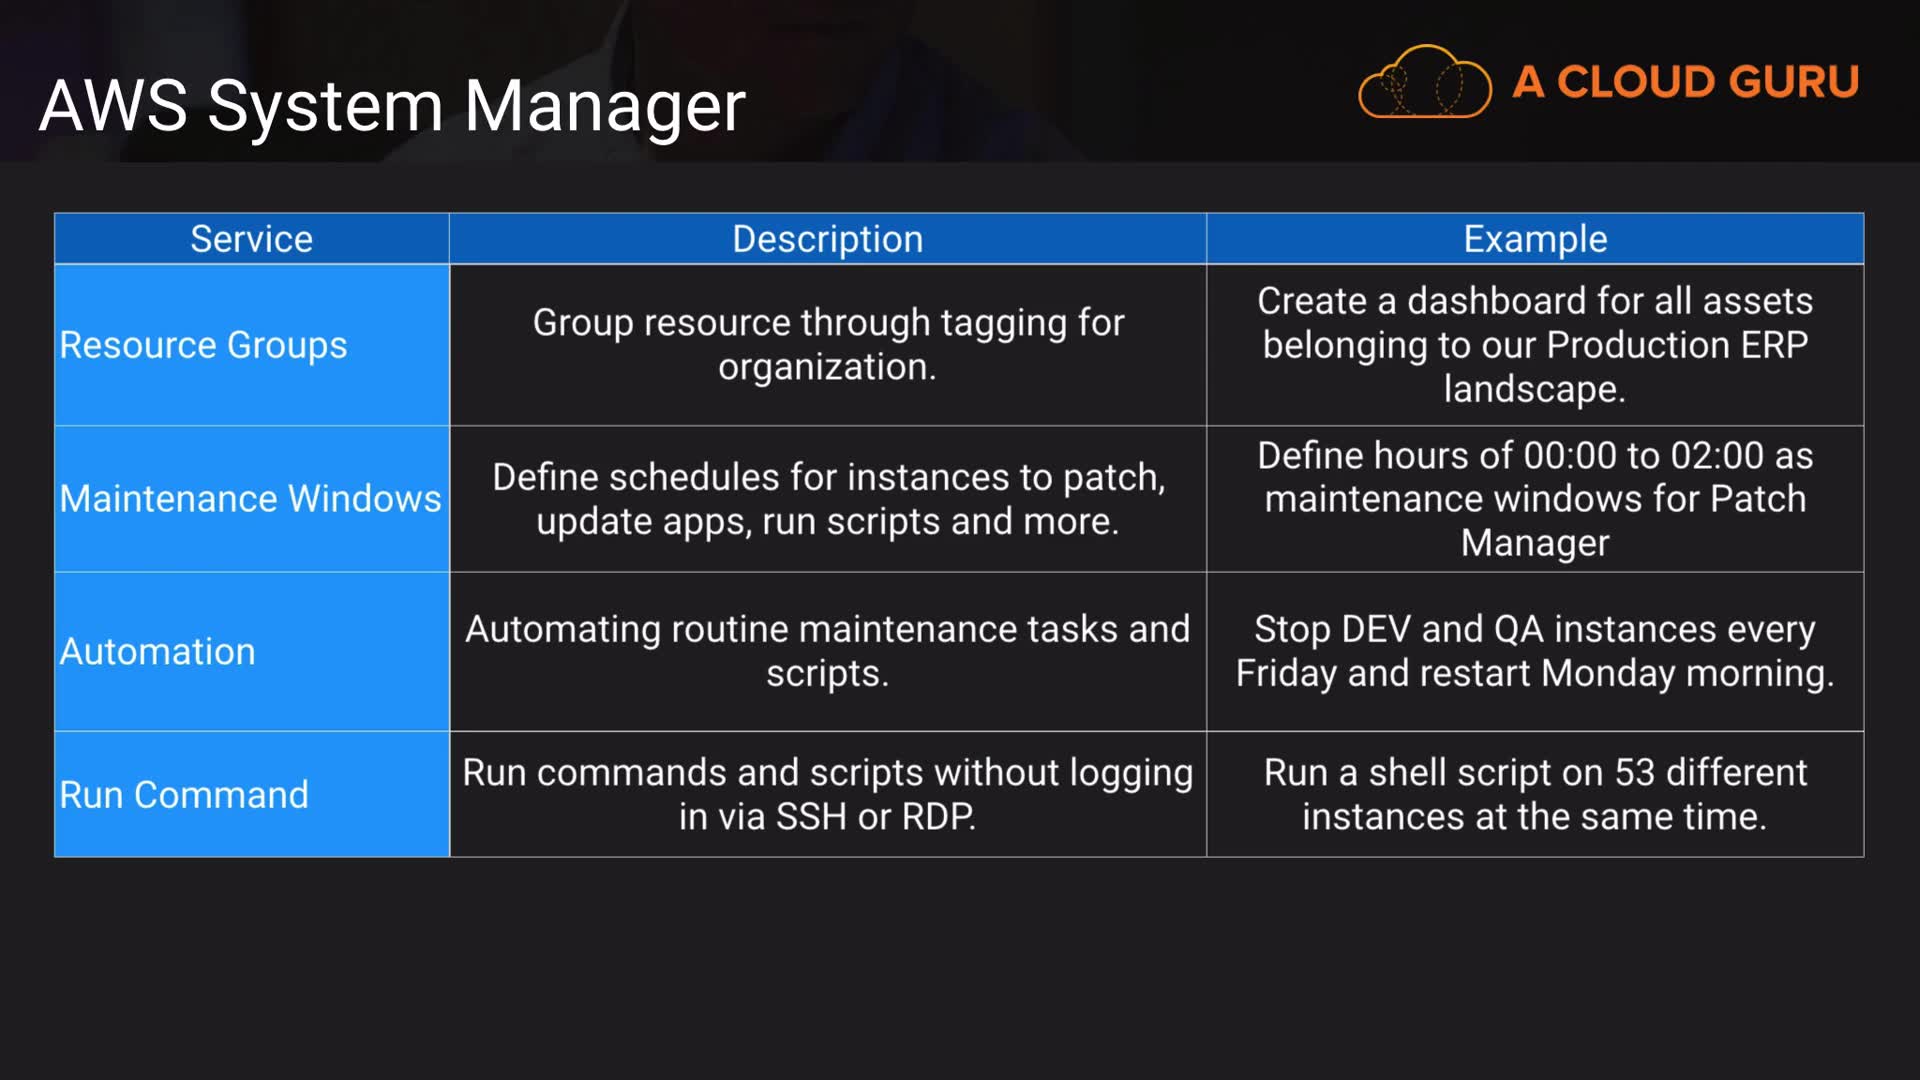 AWS System Manager
A CLOUD GURU
Service
Description
Example
Resource Groups
Group resource through tagging for
organization.
Create a dashboard for all assets
belonging to our Production ERP
landscape.
Maintenance Windows
Define schedules for instances to patch,
update apps, run scripts and more.
Define hours of 00:00 to 02:00 as
maintenance windows for Patch
Manager
Automation
Automating routine maintenance tasks and
scripts.
Stop DEV and QA instances every
Friday and restart Monday morning.
Run Command
Run commands and scripts without logging
in via SSH or RDP.
Run a shell script on 53 different
instances at the same time.